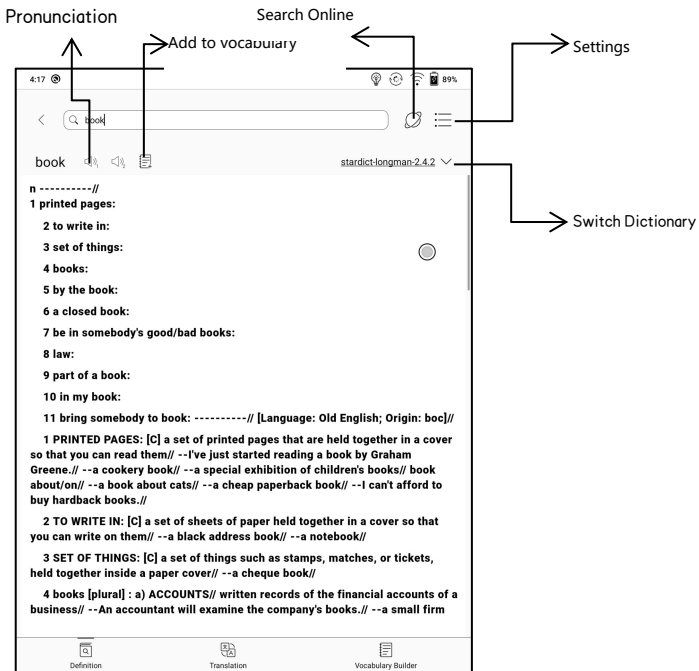 Pronunciation
Search Online
Add to vocabulary
Settings
4:17
89%
book
book
stardict-longman-2.4.2
Switch Dictionary
n ----------//
1 printed pages:
2 to write in:
3 set of things:
4 books:
5 by the book:
6 a closed book:
7 be in somebody's good/bad books:
8 law:
9 part of a book:
10 in my book:
11 bring somebody to book: ----------// [Language: Old English; Origin: boc]//
1 PRINTED PAGES: [C] a set of printed pages that are held together in a cover
so that you can read them// --I've just started reading a book by Graham
Greene.// --a cookery book// --a special exhibition of children's books// book
about/on// --a book about cats// --a cheap paperback book// --I can't afford to
buy hardback books.//
2 TO WRITE IN: [C] a set of sheets of paper held together in a cover so that
you can write on them// --a black address book// --a notebook//
3 SET OF THINGS: [C] a set of things such as stamps, matches, or tickets,
held together inside a paper cover// --a cheque book//
4 books [plural] : a) ACCOUNTS// written records of the financial accounts of a
business// --An accountant will examine the company's books.// --a small firm
Definition
Translation
Vocabulary Builder